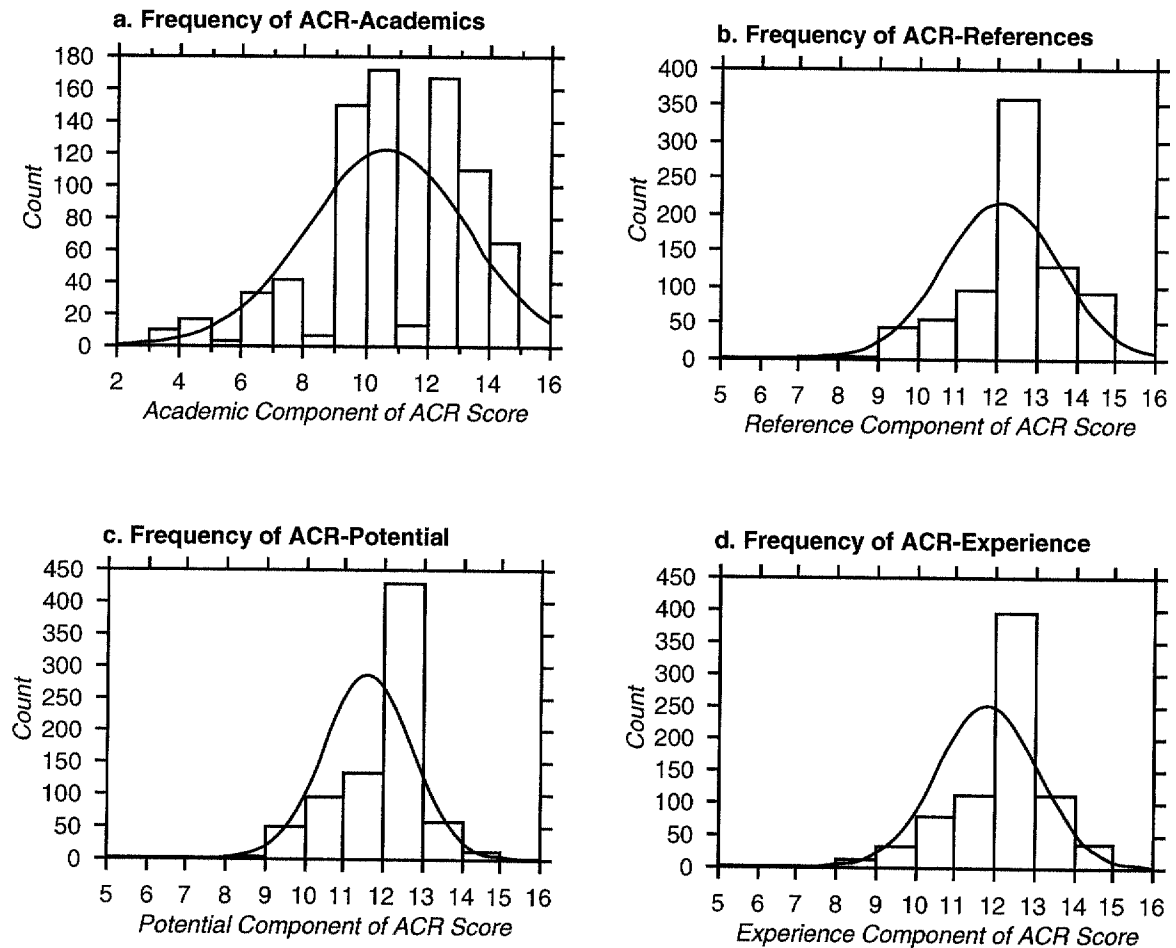 a. Frequency of ACR-Academics
180
160
140
120
100
80
60
40
20
0
Count
2 4 6 8 10 12 14 16
Academic Component of ACR Score
b. Frequency of ACR-References
400
350
300
250
200
150
100
50
0
Count
5 6 7 8 9 10 11 12 13 14 15 16
Reference Component of ACR Score
c. Frequency of ACR-Potential
450
400
350
300
250
200
150
100
50
0
Count
5 6 7 8 9 10 11 12 13 14 15 16
Potential Component of ACR Score
d. Frequency of ACR-Experience
450
400
350
300
250
200
150
100
50
0
Count
5 6 7 8 9 10 11 12 13 14 15 16
Experience Component of ACR Score